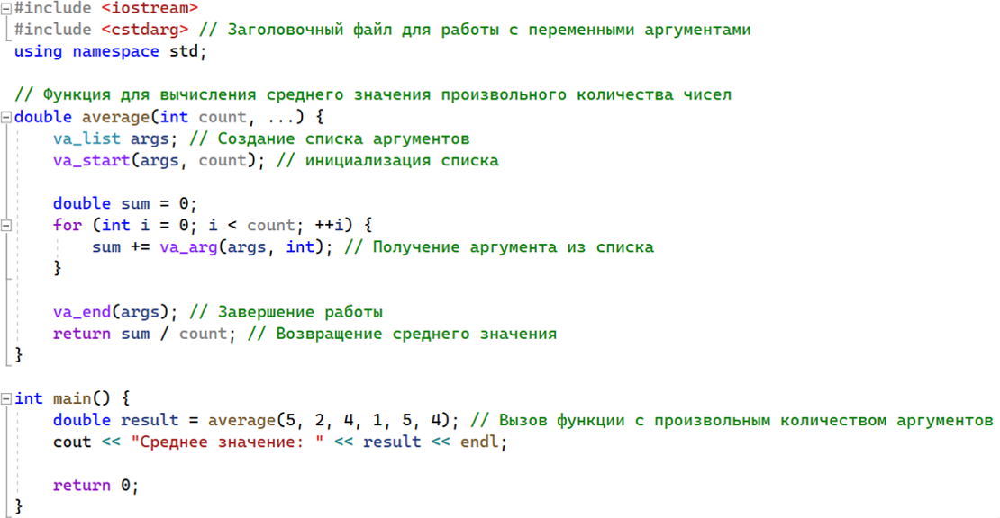 #include <iostream>
#include <cstdarg> // Заголовочный файл для работы с переменными аргументами
using namespace std;
// Функция для вычисления среднего значения произвольного количества чисел
double average(int count, ...) {
va_list args; // Создание списка аргументов
va_start(args, count); // инициализация списка
double sum = 0;
for (int i = 0; i < count; ++i) {
sum += va_arg(args, int); // Получение аргумента из списка
}
va_end(args); // Завершение работы
return sum / count; // Возвращение среднего значения
}
int main() {
double result = average(5, 2, 4, 1, 5, 4); // Вызов функции с произвольным количеством аргументов
cout << "Среднее значение: " << result << endl;
return 0;
}